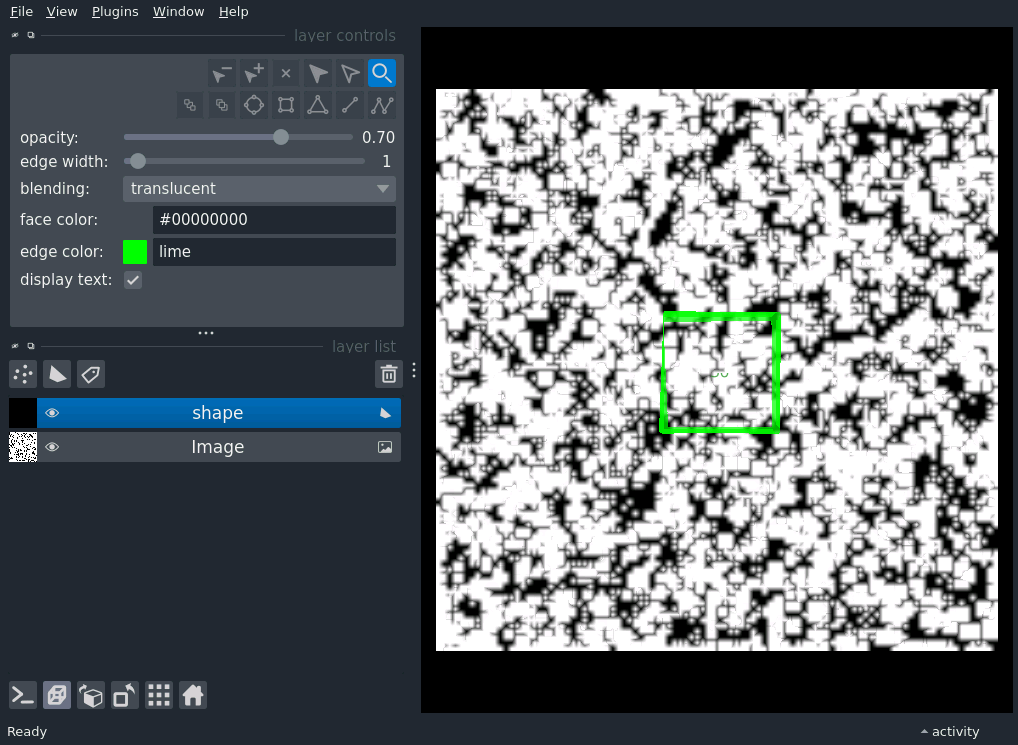 File View Plugins Window Help
layer controls
opacity: 0.70
edge width: 1
blending: translucent
face color: #00000000
edge color: lime
display text:
layer list
shape
Image
Ready
activity